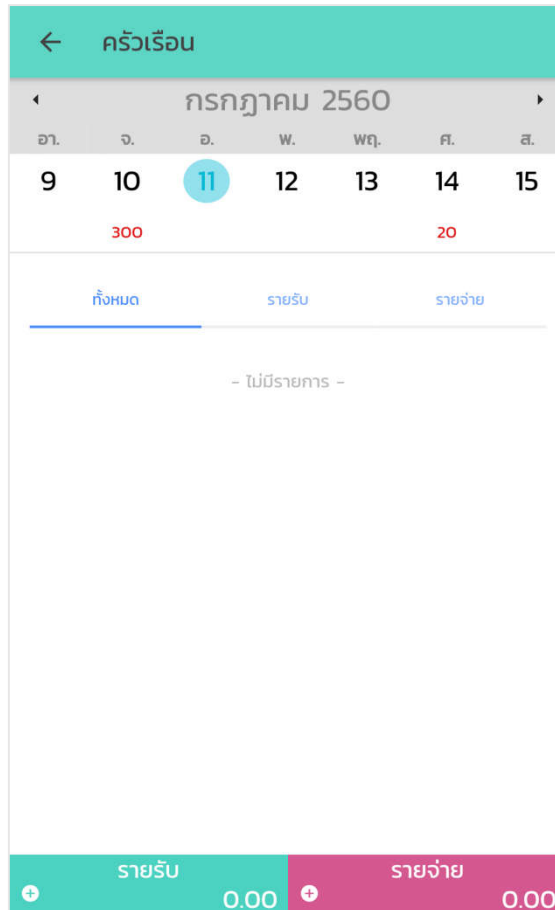 ครัวเรือน
กรกฎาคม 2560
อา. จ. อ. พ. พฤ. ศ. ส.
9 10 11 12 13 14 15
300 20
ทั้งหมด รายรับ รายจ่าย
- ไม่มีรายการ -
รายรับ รายจ่าย
0.00 0.00